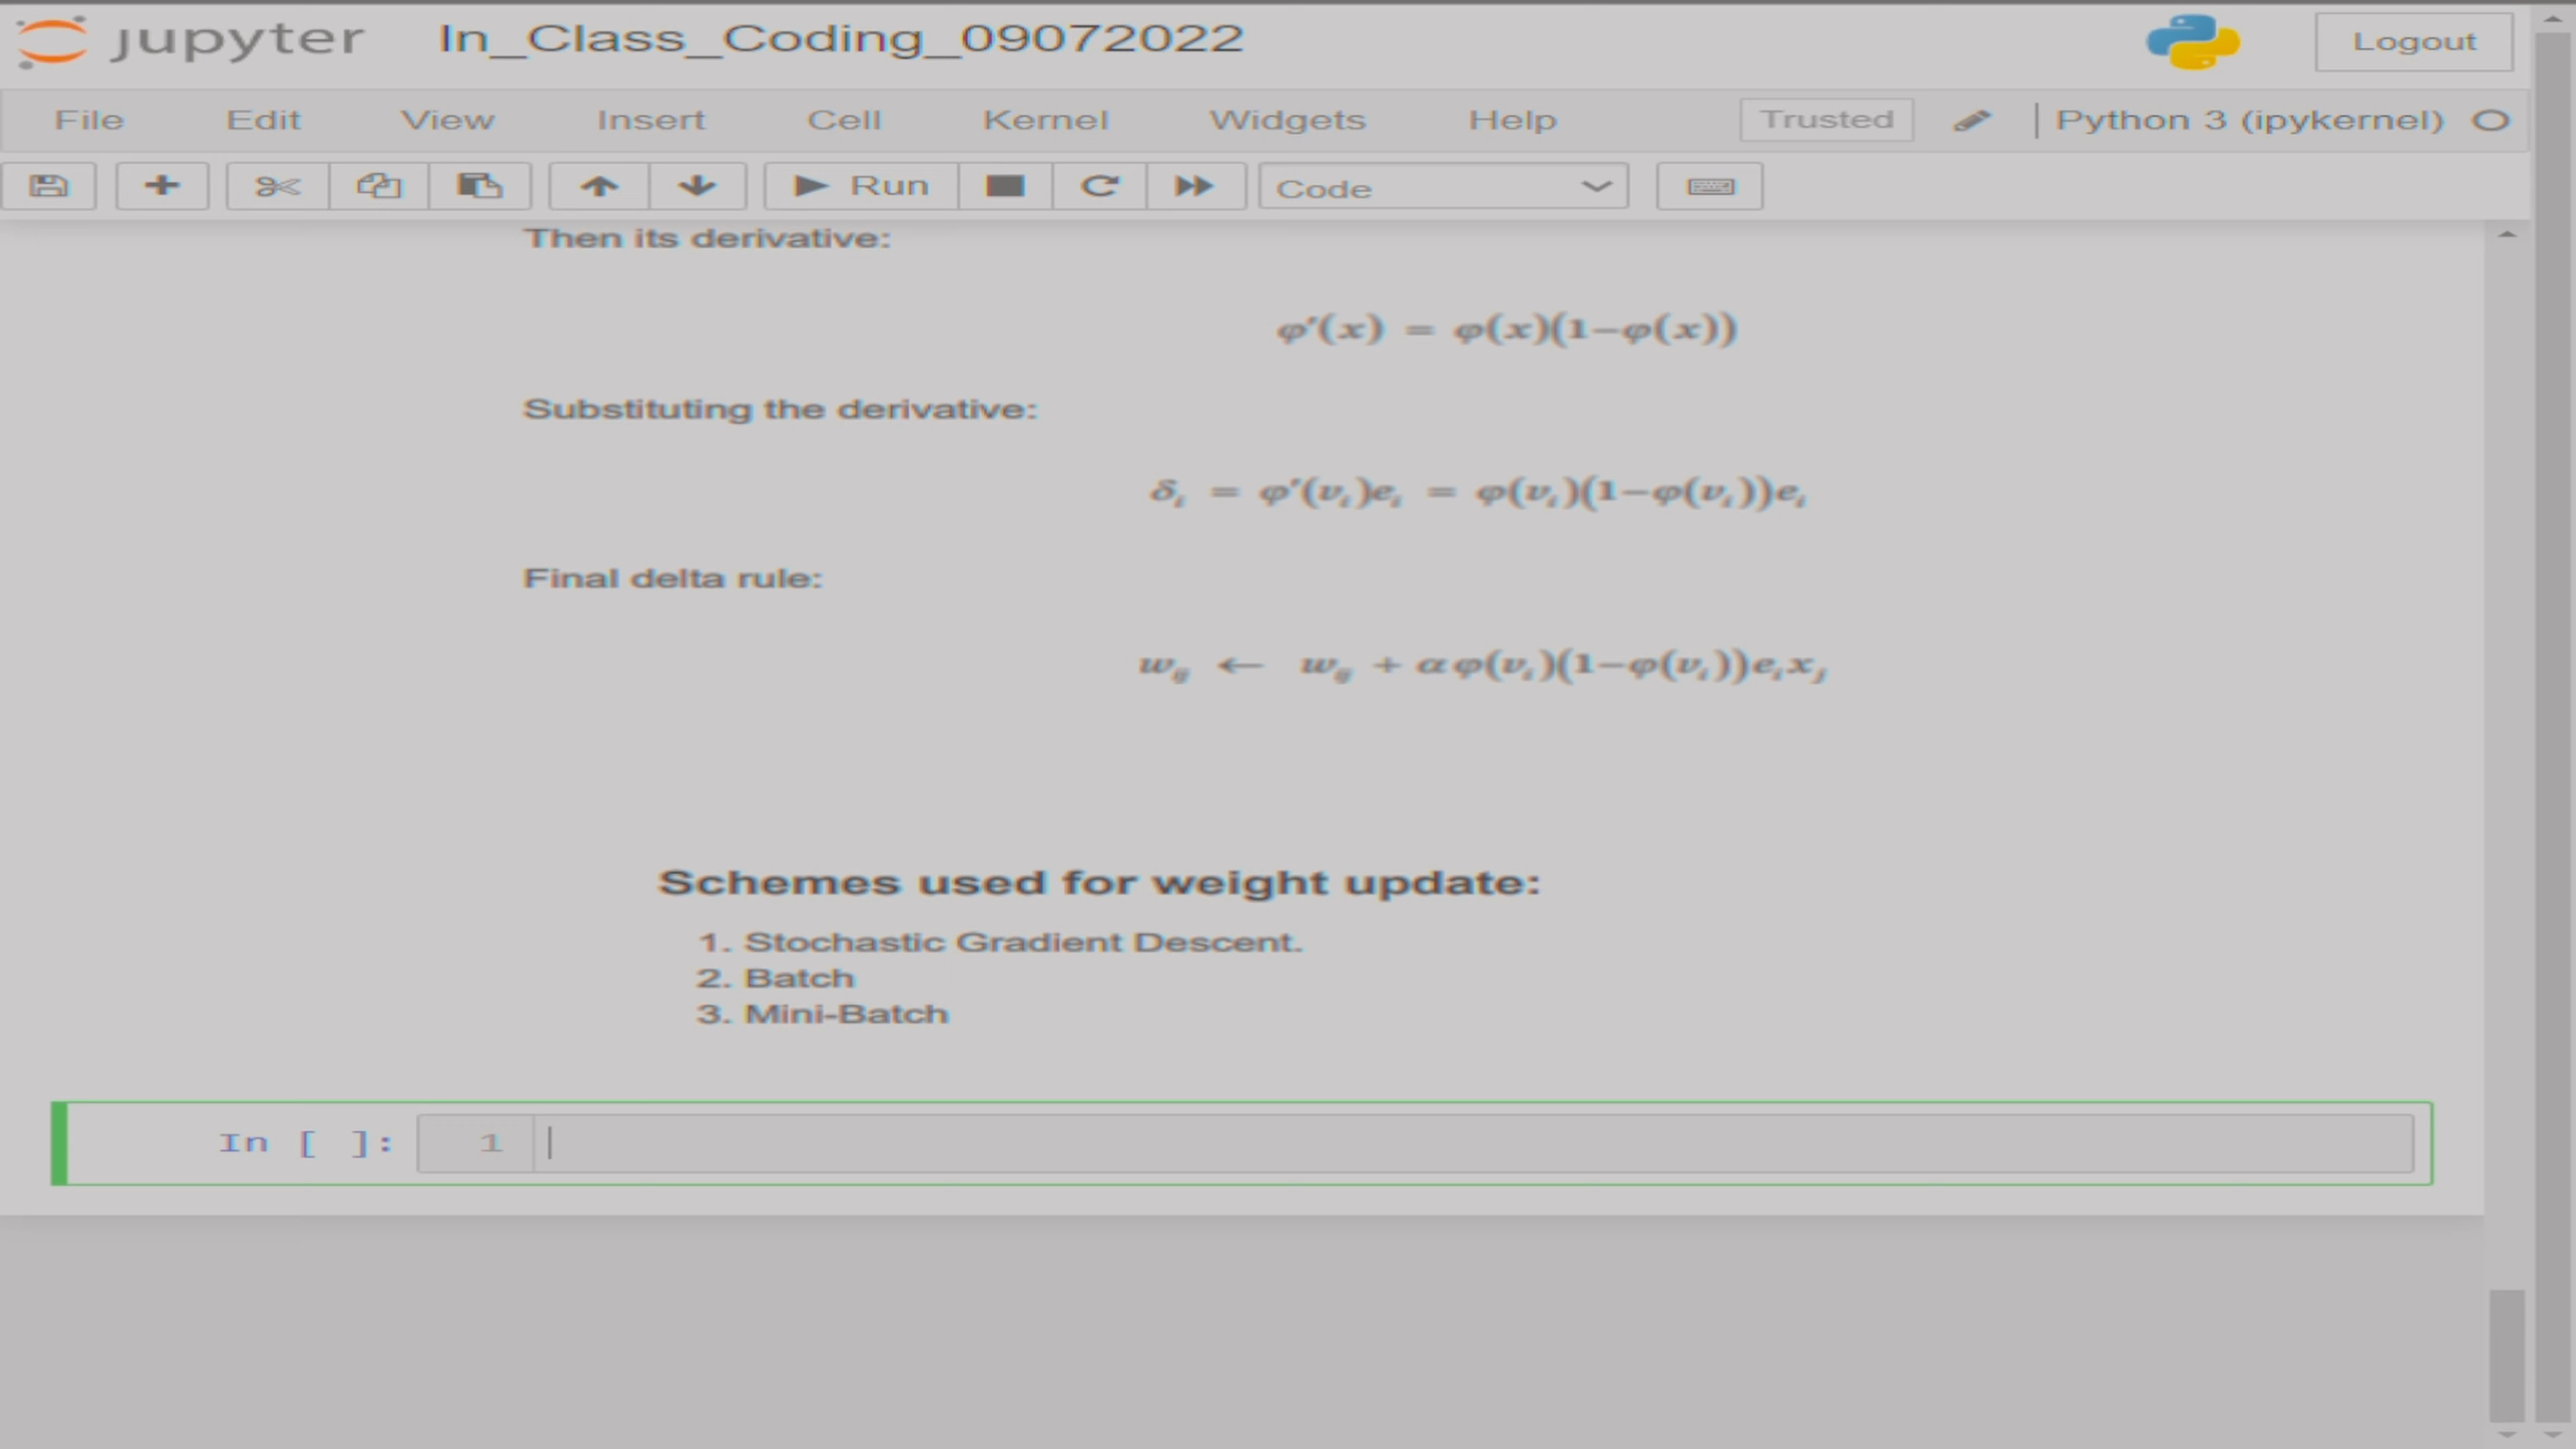 jupyter In_Class_Coding_09072022 Logout
File Edit View Insert Cell Kernel Widgets Help Trusted Python 3 (ipykernel)
Run Code
Then its derivative:
φ′(x) = φ(x)(1−φ(x))
Substituting the derivative:
δᵢ = φ′(vᵢ)eᵢ = φ(vᵢ)(1−φ(vᵢ))eᵢ
Final delta rule:
wᵢⱼ ← wᵢⱼ + αφ(vᵢ)(1−φ(vᵢ))eᵢxⱼ
Schemes used for weight update:
1. Stochastic Gradient Descent.
2. Batch
3. Mini-Batch
In [ ]: 1